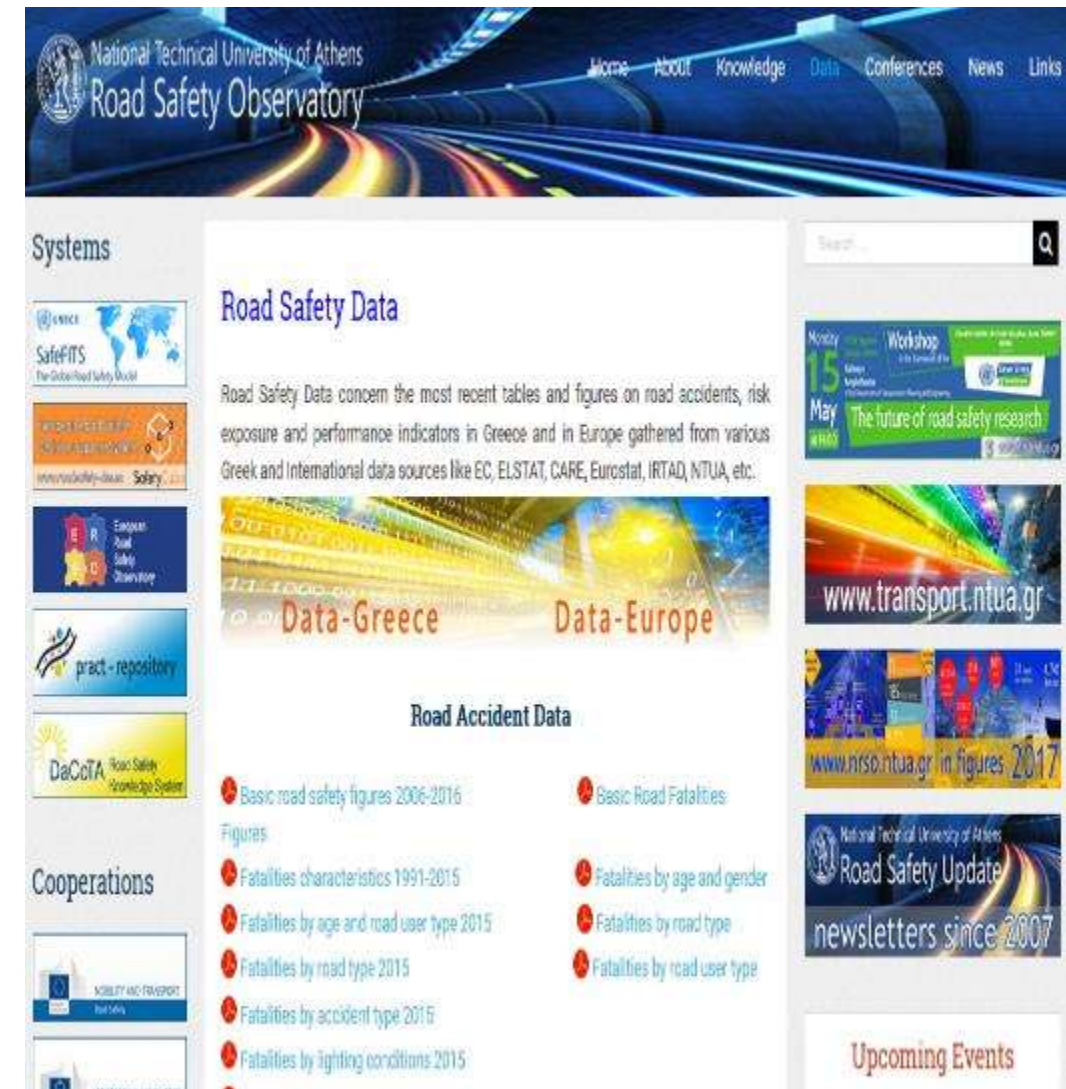 National Technical University of Athens
Road Safety Observatory
Home About Knowledge Data Conferences News Links
Systems
UNECE
SafeFITS
The Global Road Safety Model
Safety
European
Road
Safety
Observatory
pract - repository
DaCoTA Road Safety
Knowledge System
Cooperations
MOBILITY AND TRANSPORT
Road Safety
Road Safety Data
Road Safety Data concern the most recent tables and figures on road accidents, risk
exposure and performance indicators in Greece and in Europe gathered from various
Greek and International data sources like EC, ELSTAT, CARE, Eurostat, IRTAD, NTUA, etc.
Data-Greece Data-Europe
Road Accident Data
Basic road safety figures 2006-2016 Basic Road Fatalities
Figures
Fatalities characteristics 1991-2015 Fatalities by age and gender
Fatalities by age and road user type 2015 Fatalities by road type
Fatalities by road type 2015 Fatalities by road user type
Fatalities by accident type 2015
Fatalities by lighting conditions 2015
Search ...
Monday
15
May
Workshop
The future of road safety research
www.transport.ntua.gr
www.nrso.ntua.gr in figures 2017
National Technical University of Athens
Road Safety Update
newsletters since 2007
Upcoming Events